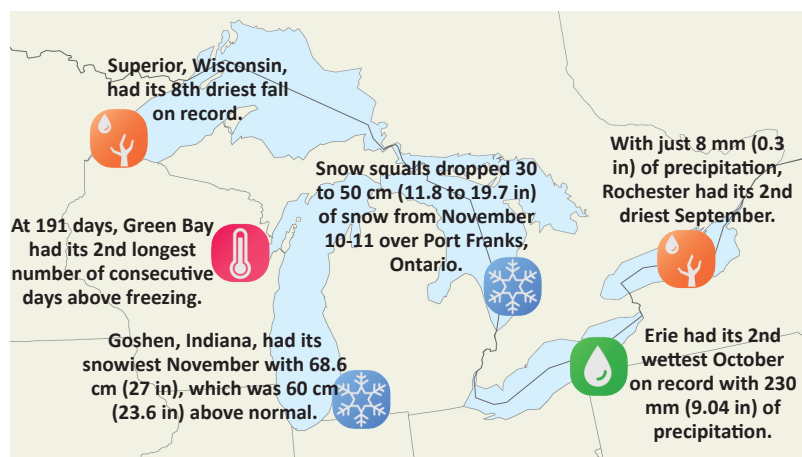 Superior, Wisconsin,
had its 8th driest fall
on record.
With just 8 mm (0.3
in) of precipitation,
Rochester had its 2nd
driest September.
Snow squalls dropped 30
to 50 cm (11.8 to 19.7 in)
of snow from November
10-11 over Port Franks,
Ontario.
At 191 days, Green Bay
had its 2nd longest
number of consecutive
days above freezing.
Goshen, Indiana, had its
snowiest November with 68.6
cm (27 in), which was 60 cm
(23.6 in) above normal.
Erie had its 2nd
wettest October
on record with 230
mm (9.04 in) of
precipitation.